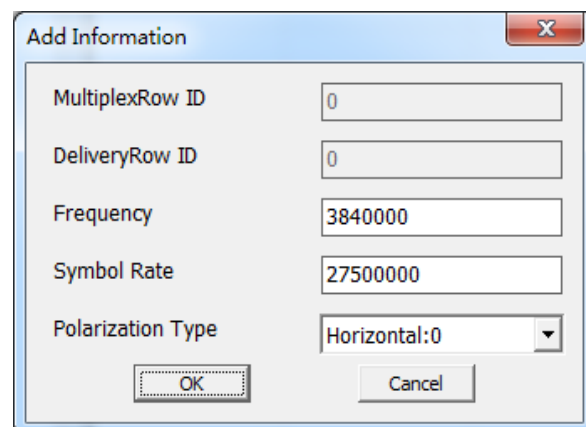 Add Information
MultiplexRow ID 0
DeliveryRow ID 0
Frequency 3840000
Symbol Rate 27500000
Polarization Type Horizontal:0
OK Cancel